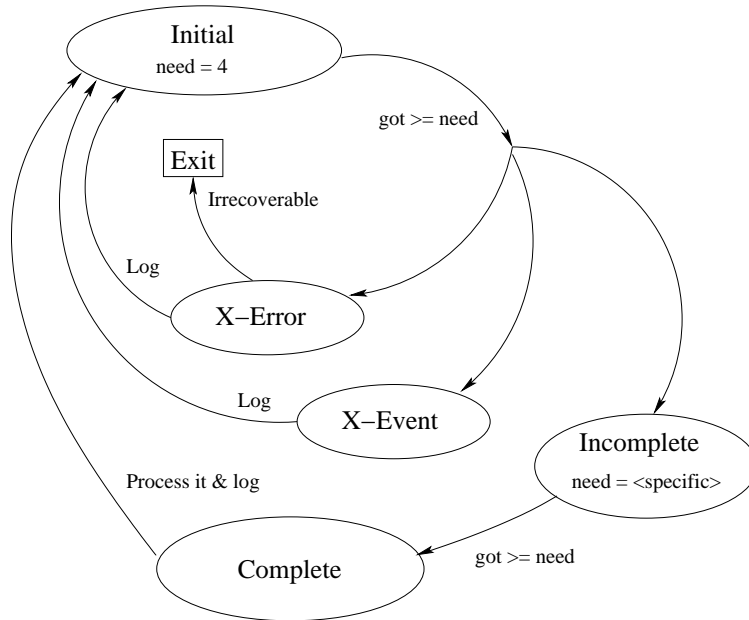 Initial
need = 4
got >= need
Exit
Irrecoverable
Log
X−Error
Log
X−Event
Incomplete
need = <specific>
Process it & log
got >= need
Complete